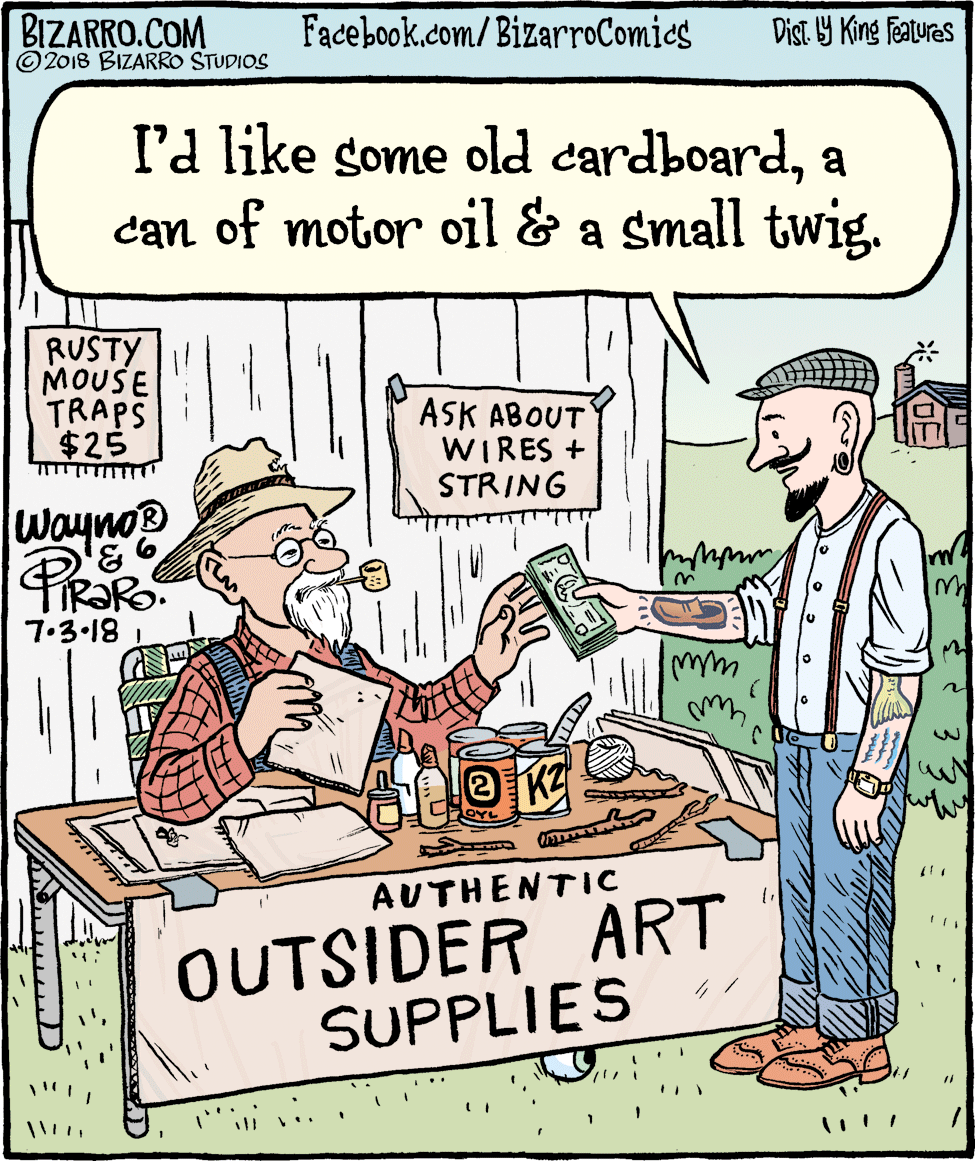 BIZARRO.COM
Facebook.com/BizarroComics
Dist. by King Features
©2018 BIZARRO STUDIOS
I'd like some old cardboard, a
can of motor oil & a small twig.
RUSTY
MOUSE
TRAPS
$25
ASK ABOUT
WIRES +
STRING
Wayno®
& 6
PIRARO.
7·3·18
2
OYL
K2
AUTHENTIC
OUTSIDER ART
SUPPLIES